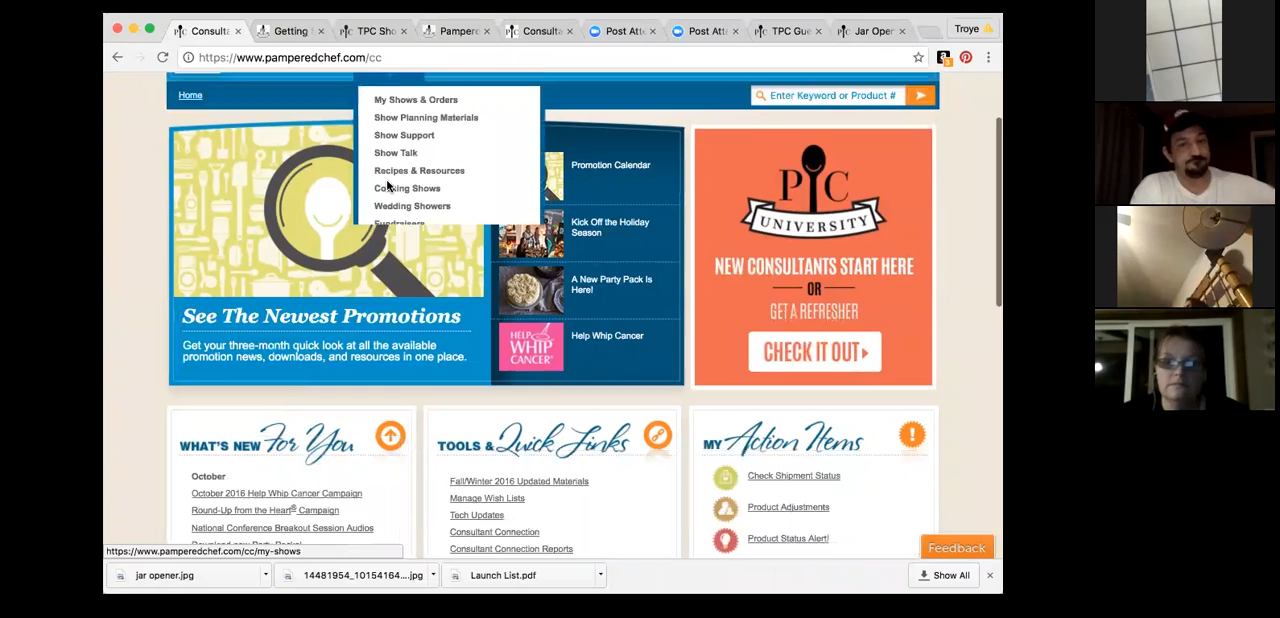 Consulta
Getting
TPC Sho
Pampere
Consulta
Post Atte
Post Atte
TPC Gue
Jar Oper
Troye
https://www.pamperedchef.com/cc
Home
Enter Keyword or Product #
My Shows & Orders
Show Planning Materials
Show Support
Show Talk
Recipes & Resources
Cooking Shows
Wedding Showers
Fundraisers
Promotion Calendar
Kick Off the Holiday
Season
A New Party Pack Is
Here!
HELP
WHIP
CANCER
Help Whip Cancer
See The Newest Promotions
Get your three-month quick look at all the available
promotion news, downloads, and resources in one place.
PC
UNIVERSITY
NEW CONSULTANTS START HERE
OR
GET A REFRESHER
CHECK IT OUT
WHAT'S NEW For You
October
October 2016 Help Whip Cancer Campaign
Round-Up from the Heart® Campaign
National Conference Breakout Session Audios
TOOLS & Quick Links
Fall/Winter 2016 Updated Materials
Manage Wish Lists
Tech Updates
Consultant Connection
Consultant Connection Reports
MY Action Items
Check Shipment Status
Product Adjustments
Product Status Alert!
Feedback
https://www.pamperedchef.com/cc/my-shows
jar opener.jpg
14481954_10154164....jpg
Launch List.pdf
Show All